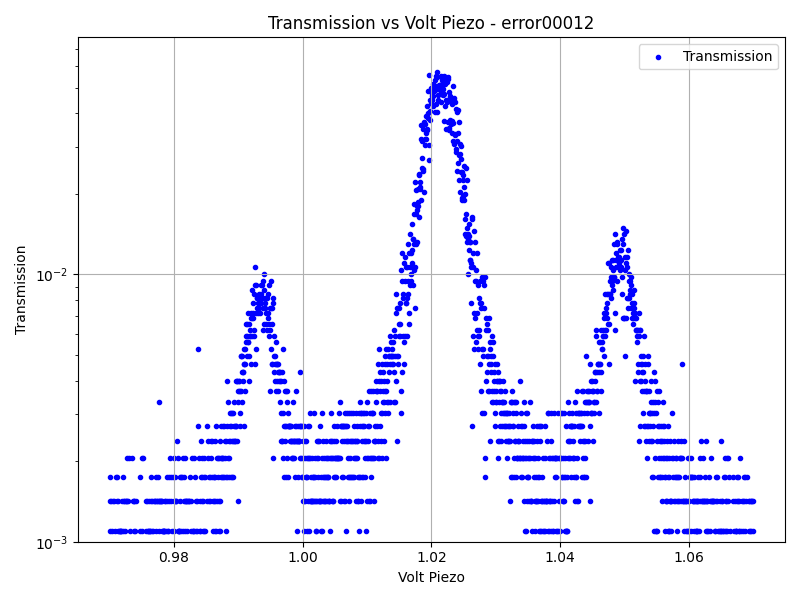 Transmission vs Volt Piezo - error00012
Transmission
Transmission
10⁻²
10⁻³
0.98 1.00 1.02 1.04 1.06
Volt Piezo